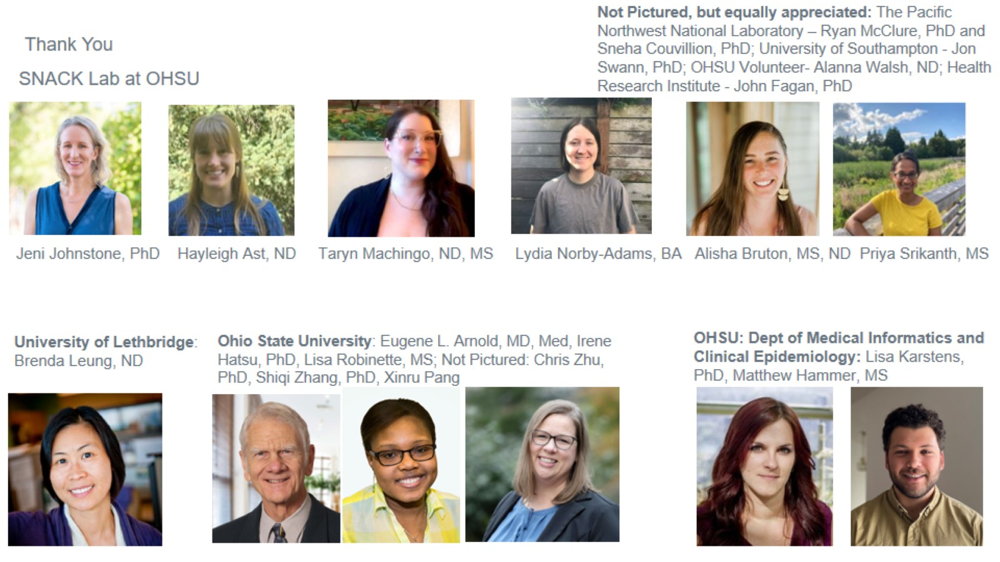 Not Pictured, but equally appreciated: The Pacific
Northwest National Laboratory – Ryan McClure, PhD and
Sneha Couvillion, PhD; University of Southampton - Jon
Swann, PhD; OHSU Volunteer- Alanna Walsh, ND; Health
Research Institute - John Fagan, PhD
Thank You
SNACK Lab at OHSU
Jeni Johnstone, PhD
Hayleigh Ast, ND
Taryn Machingo, ND, MS
Lydia Norby-Adams, BA
Alisha Bruton, MS, ND
Priya Srikanth, MS
University of Lethbridge:
Brenda Leung, ND
Ohio State University: Eugene L. Arnold, MD, Med, Irene
Hatsu, PhD, Lisa Robinette, MS; Not Pictured: Chris Zhu,
PhD, Shiqi Zhang, PhD, Xinru Pang
OHSU: Dept of Medical Informatics and
Clinical Epidemiology: Lisa Karstens,
PhD, Matthew Hammer, MS